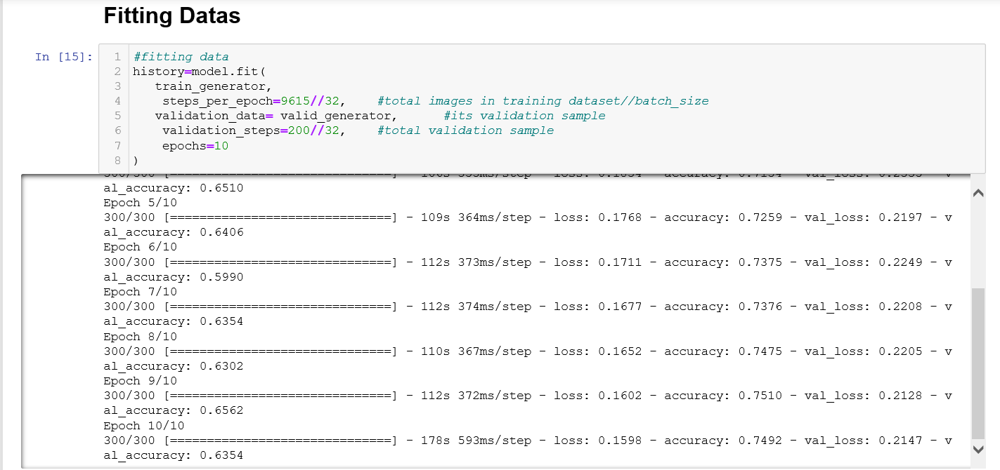 Fitting Datas
In [15]:
1 #fitting data
2 history=model.fit(
3 train_generator,
4 steps_per_epoch=9615//32, #total images in training dataset//batch_size
5 validation_data= valid_generator, #its validation sample
6 validation_steps=200//32, #total validation sample
7 epochs=10
8 )
al_accuracy: 0.6510
Epoch 5/10
300/300 [==============================] - 109s 364ms/step - loss: 0.1768 - accuracy: 0.7259 - val_loss: 0.2197 - v
al_accuracy: 0.6406
Epoch 6/10
300/300 [==============================] - 112s 373ms/step - loss: 0.1711 - accuracy: 0.7375 - val_loss: 0.2249 - v
al_accuracy: 0.5990
Epoch 7/10
300/300 [==============================] - 112s 374ms/step - loss: 0.1677 - accuracy: 0.7376 - val_loss: 0.2208 - v
al_accuracy: 0.6354
Epoch 8/10
300/300 [==============================] - 110s 367ms/step - loss: 0.1652 - accuracy: 0.7475 - val_loss: 0.2205 - v
al_accuracy: 0.6302
Epoch 9/10
300/300 [==============================] - 112s 372ms/step - loss: 0.1602 - accuracy: 0.7510 - val_loss: 0.2128 - v
al_accuracy: 0.6562
Epoch 10/10
300/300 [==============================] - 178s 593ms/step - loss: 0.1598 - accuracy: 0.7492 - val_loss: 0.2147 - v
al_accuracy: 0.6354